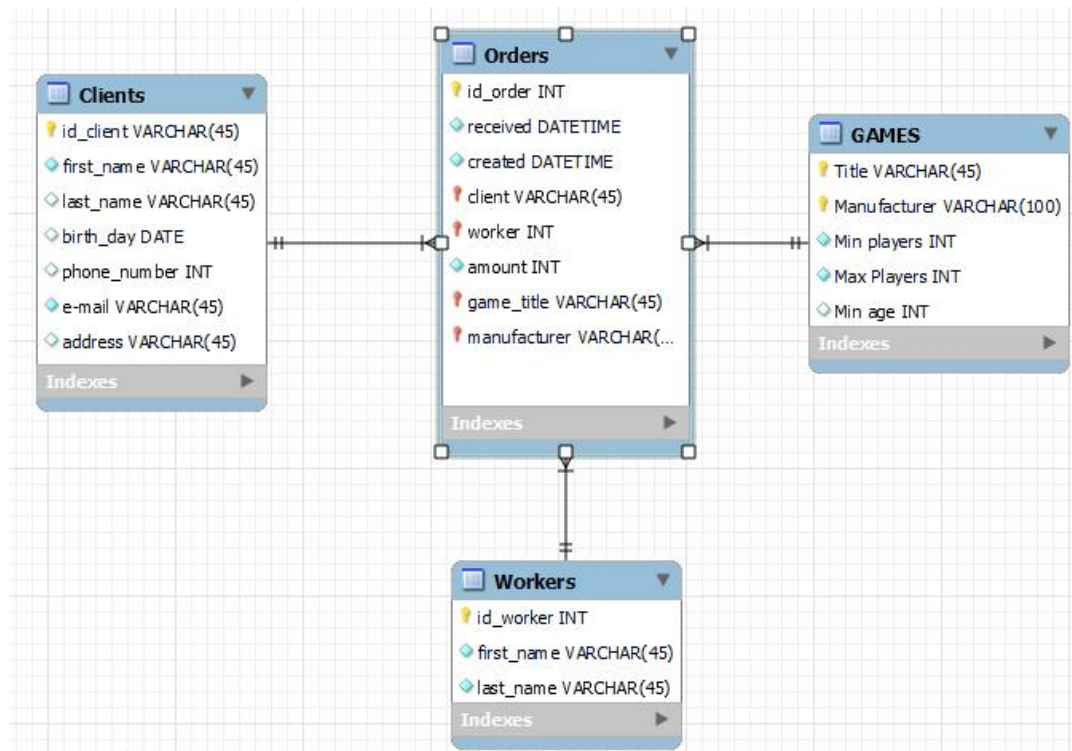 Clients
id_client VARCHAR(45)
first_name VARCHAR(45)
last_name VARCHAR(45)
birth_day DATE
phone_number INT
e-mail VARCHAR(45)
address VARCHAR(45)
Indexes
Orders
id_order INT
received DATETIME
created DATETIME
client VARCHAR(45)
worker INT
amount INT
game_title VARCHAR(45)
manufacturer VARCHAR(...
Indexes
GAMES
Title VARCHAR(45)
Manufacturer VARCHAR(100)
Min players INT
Max Players INT
Min age INT
Indexes
Workers
id_worker INT
first_name VARCHAR(45)
last_name VARCHAR(45)
Indexes